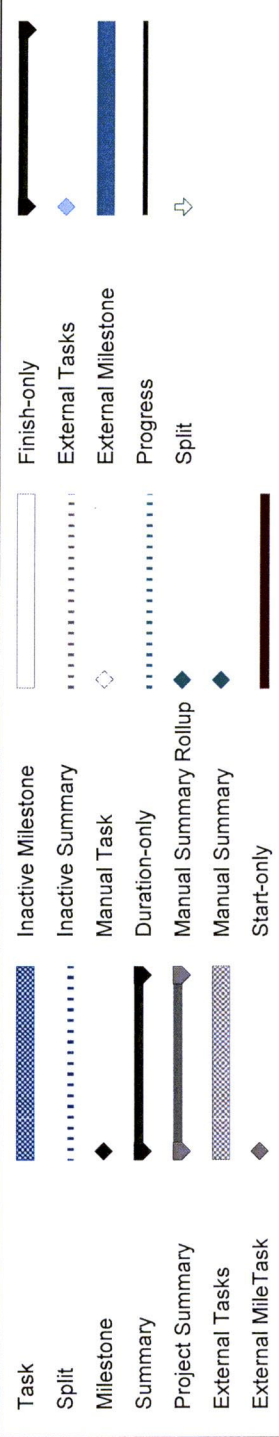 Task
Split
Milestone
Summary
Project Summary
External Tasks
External MileTask
Inactive Milestone
Inactive Summary
Manual Task
Duration-only
Manual Summary Rollup
Manual Summary
Start-only
Finish-only
External Tasks
External Milestone
Progress
Split